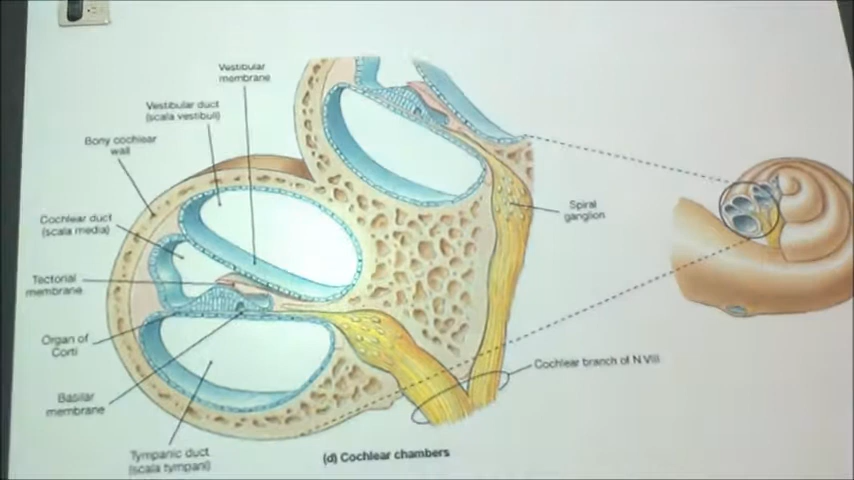 Vestibular
membrane
Vestibular duct
(scala vestibuli)
Bony cochlear
wall
Cochlear duct
(scala media)
Tectorial
membrane
Organ of
Corti
Basilar
membrane
Tympanic duct
(scala tympani)
Spiral
ganglion
Cochlear branch of N VIII
(d) Cochlear chambers